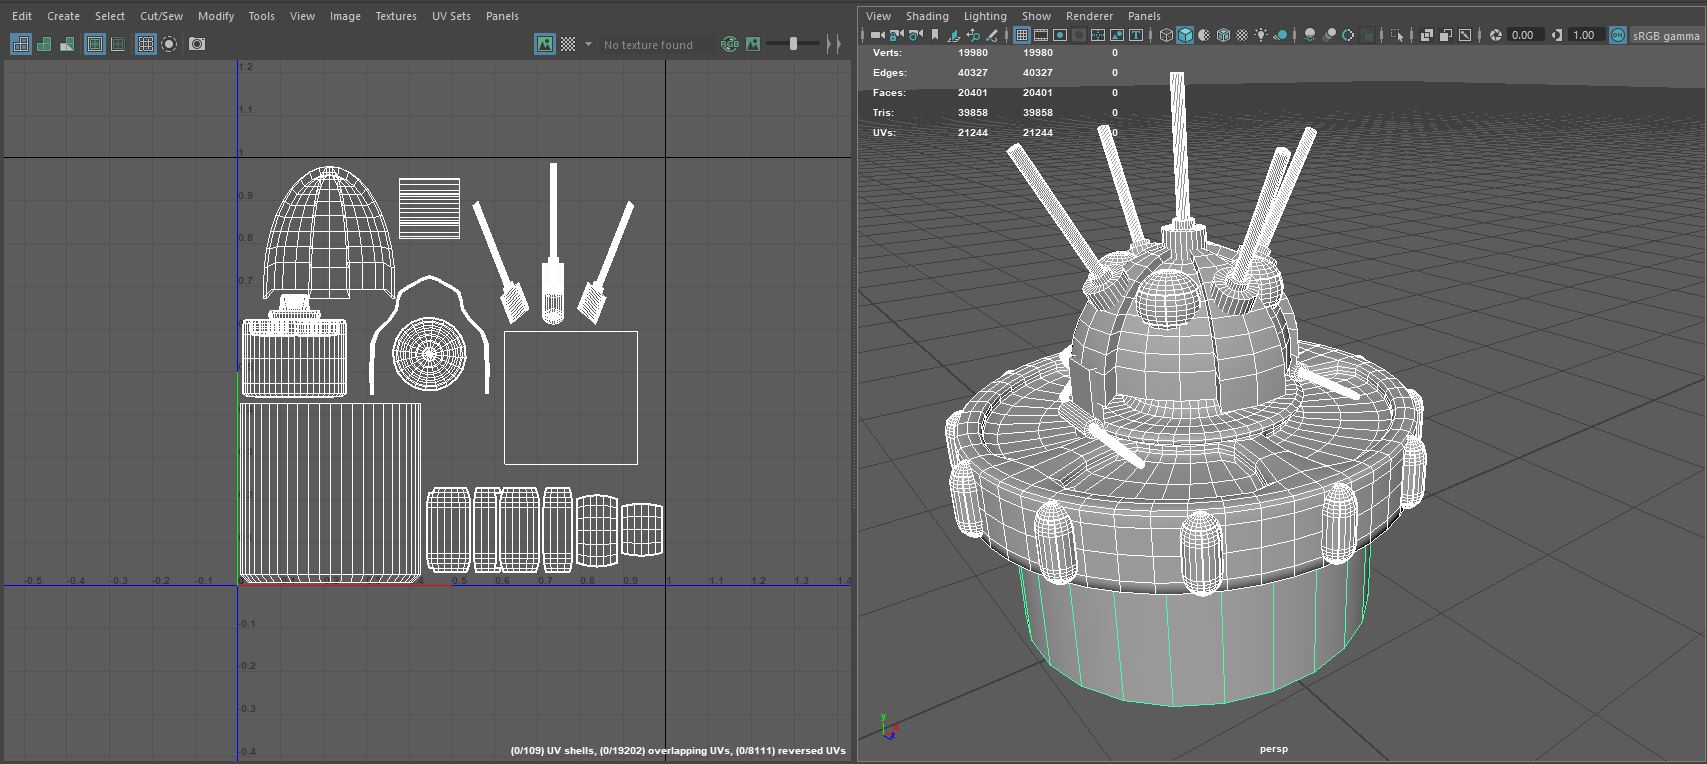 Edit Create Select Cut/Sew Modify Tools View Image Textures UV Sets Panels
No texture found
RGB
1.2
1.1
1
0.9
0.8
0.7
-0.5 -0.4 -0.3 -0.2 -0.1 0.4 0.5 0.6 0.7 0.8 0.9 1 1.1 1.2 1.3 1.4
-0.1
-0.2
-0.3
-0.4
(0/109) UV shells, (0/19202) overlapping UVs, (0/8111) reversed UVs
View Shading Lighting Show Renderer Panels
0.00 1.00 ON sRGB gamma
Verts: 19980 19980 0
Edges: 40327 40327 0
Faces: 20401 20401 0
Tris: 39858 39858 0
UVs: 21244 21244 0
y
z
persp